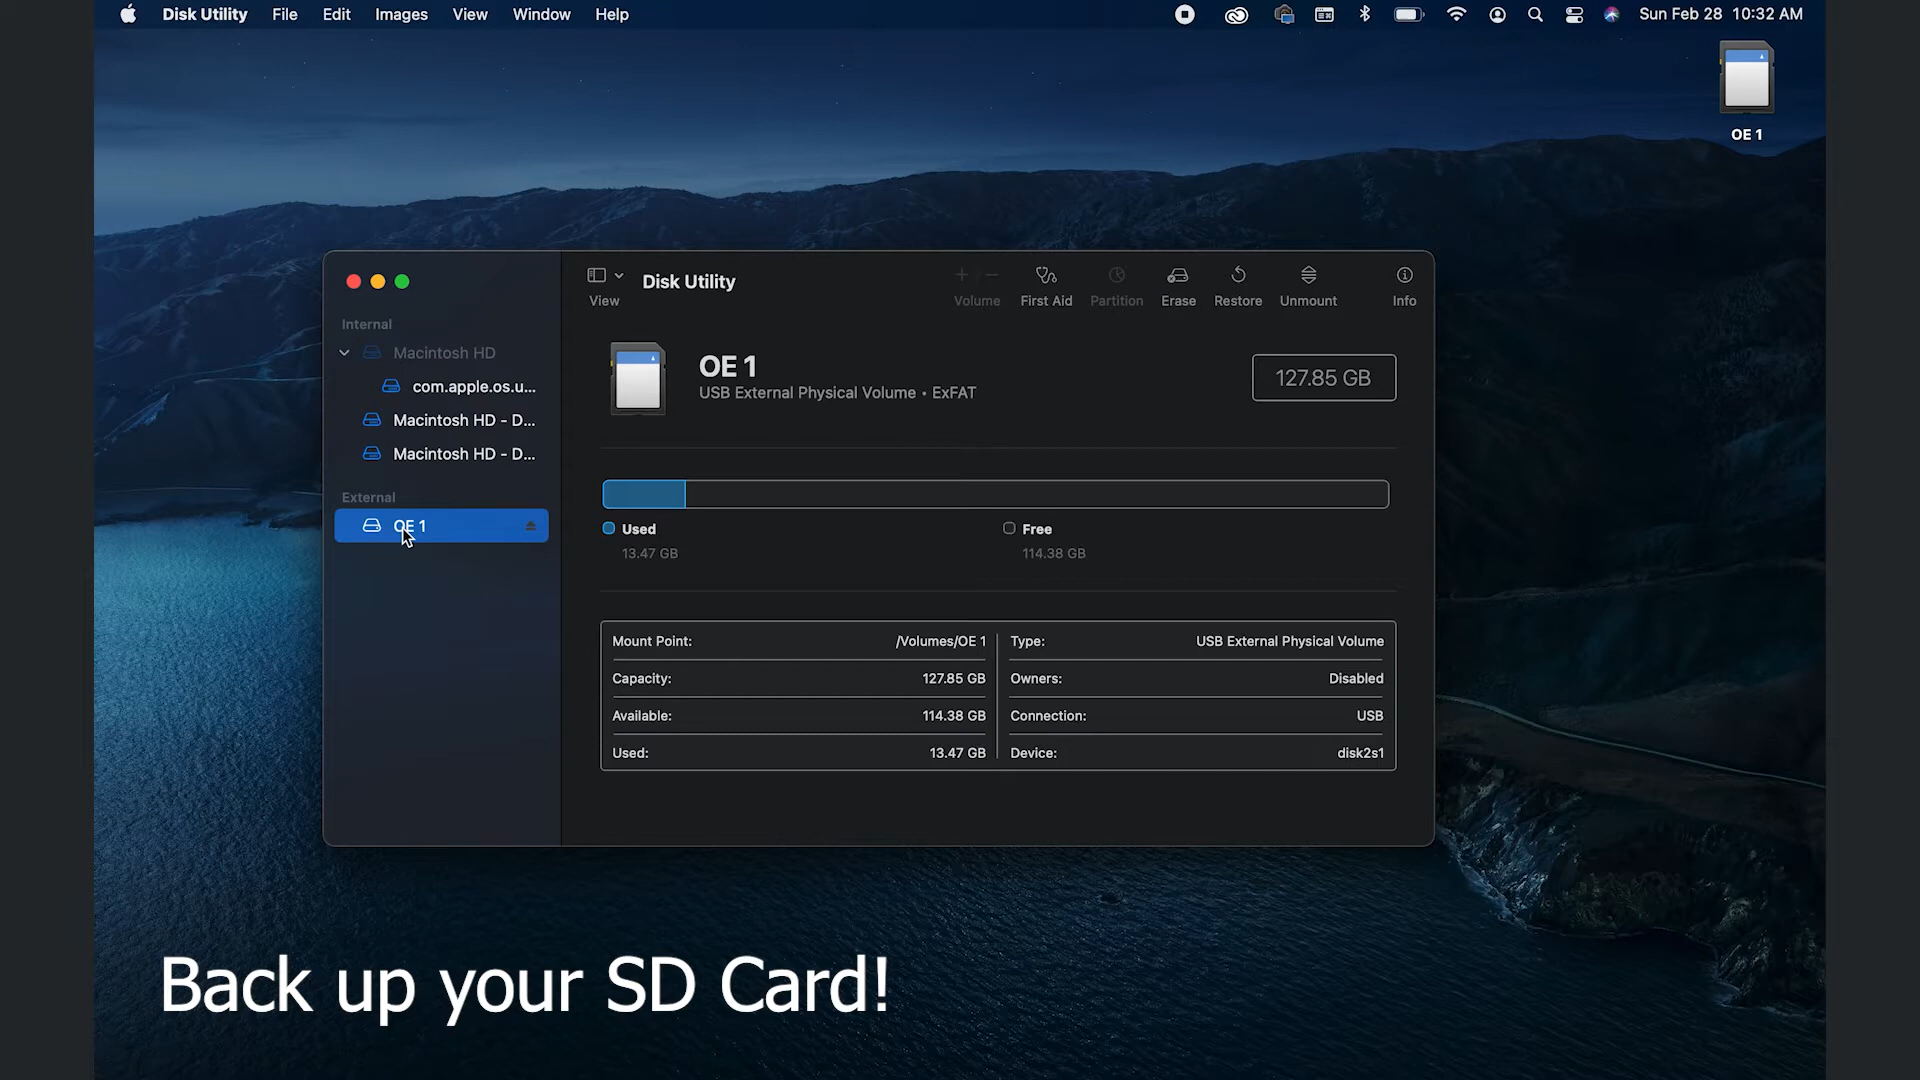 Disk Utility File Edit Images View Window Help Sun Feb 28 10:32 AM
OE 1
View Disk Utility Volume First Aid Partition Erase Restore Unmount Info
Internal
Macintosh HD
com.apple.os.u...
Macintosh HD - D...
Macintosh HD - D...
External
OE 1
OE 1
USB External Physical Volume • ExFAT
127.85 GB
Used
13.47 GB
Free
114.38 GB
Mount Point: /Volumes/OE 1
Capacity: 127.85 GB
Available: 114.38 GB
Used: 13.47 GB
Type: USB External Physical Volume
Owners: Disabled
Connection: USB
Device: disk2s1
Back up your SD Card!